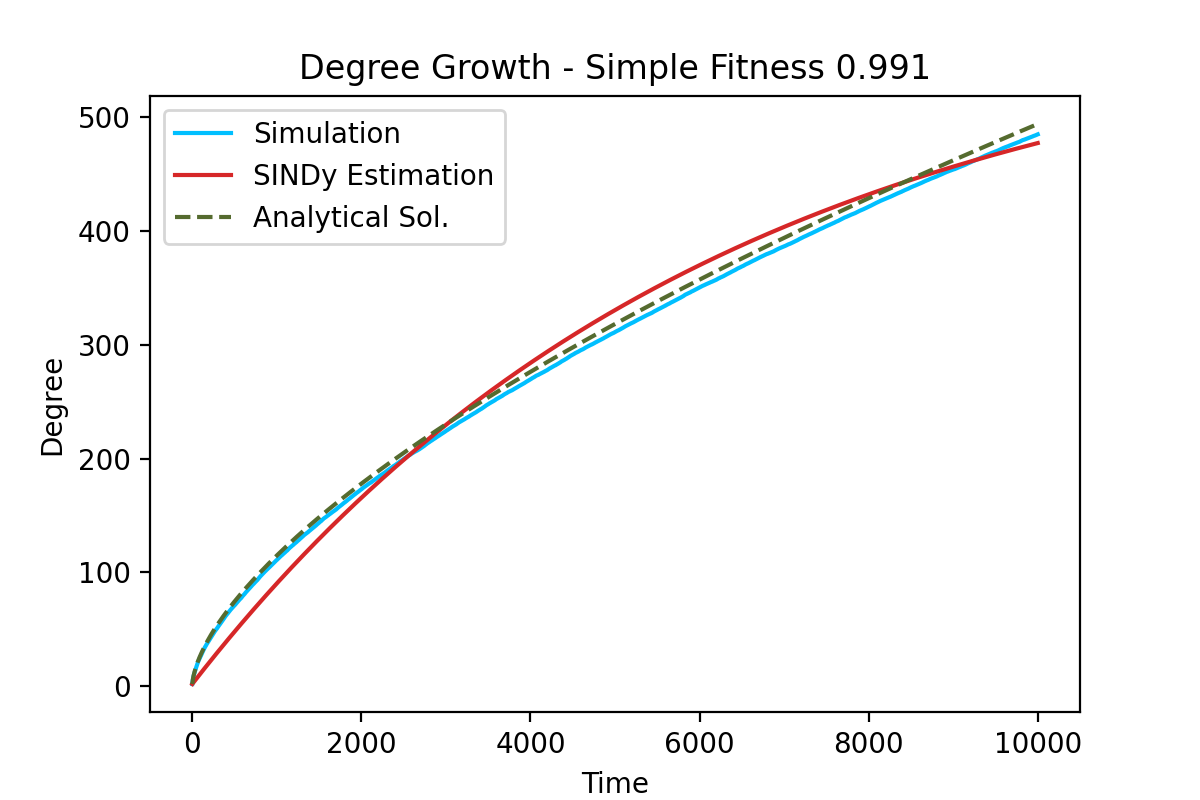 Degree Growth - Simple Fitness 0.991
Simulation
SINDy Estimation
Analytical Sol.
500
400
300
200
100
0
Degree
0 2000 4000 6000 8000 10000
Time